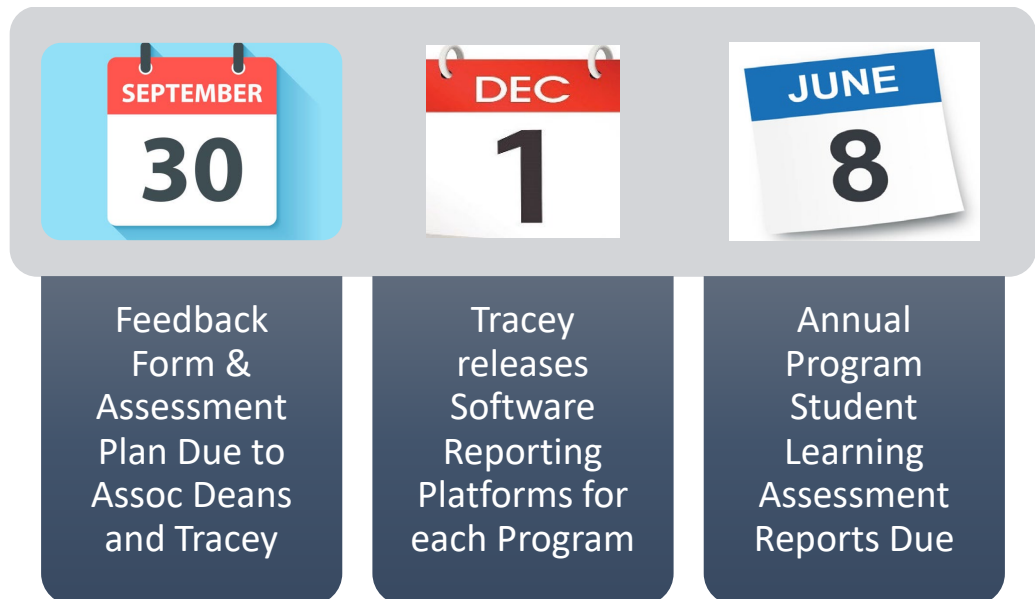 SEPTEMBER
30
DEC
1
JUNE
8
Feedback
Form &
Assessment
Plan Due to
Assoc Deans
and Tracey
Tracey
releases
Software
Reporting
Platforms for
each Program
Annual
Program
Student
Learning
Assessment
Reports Due